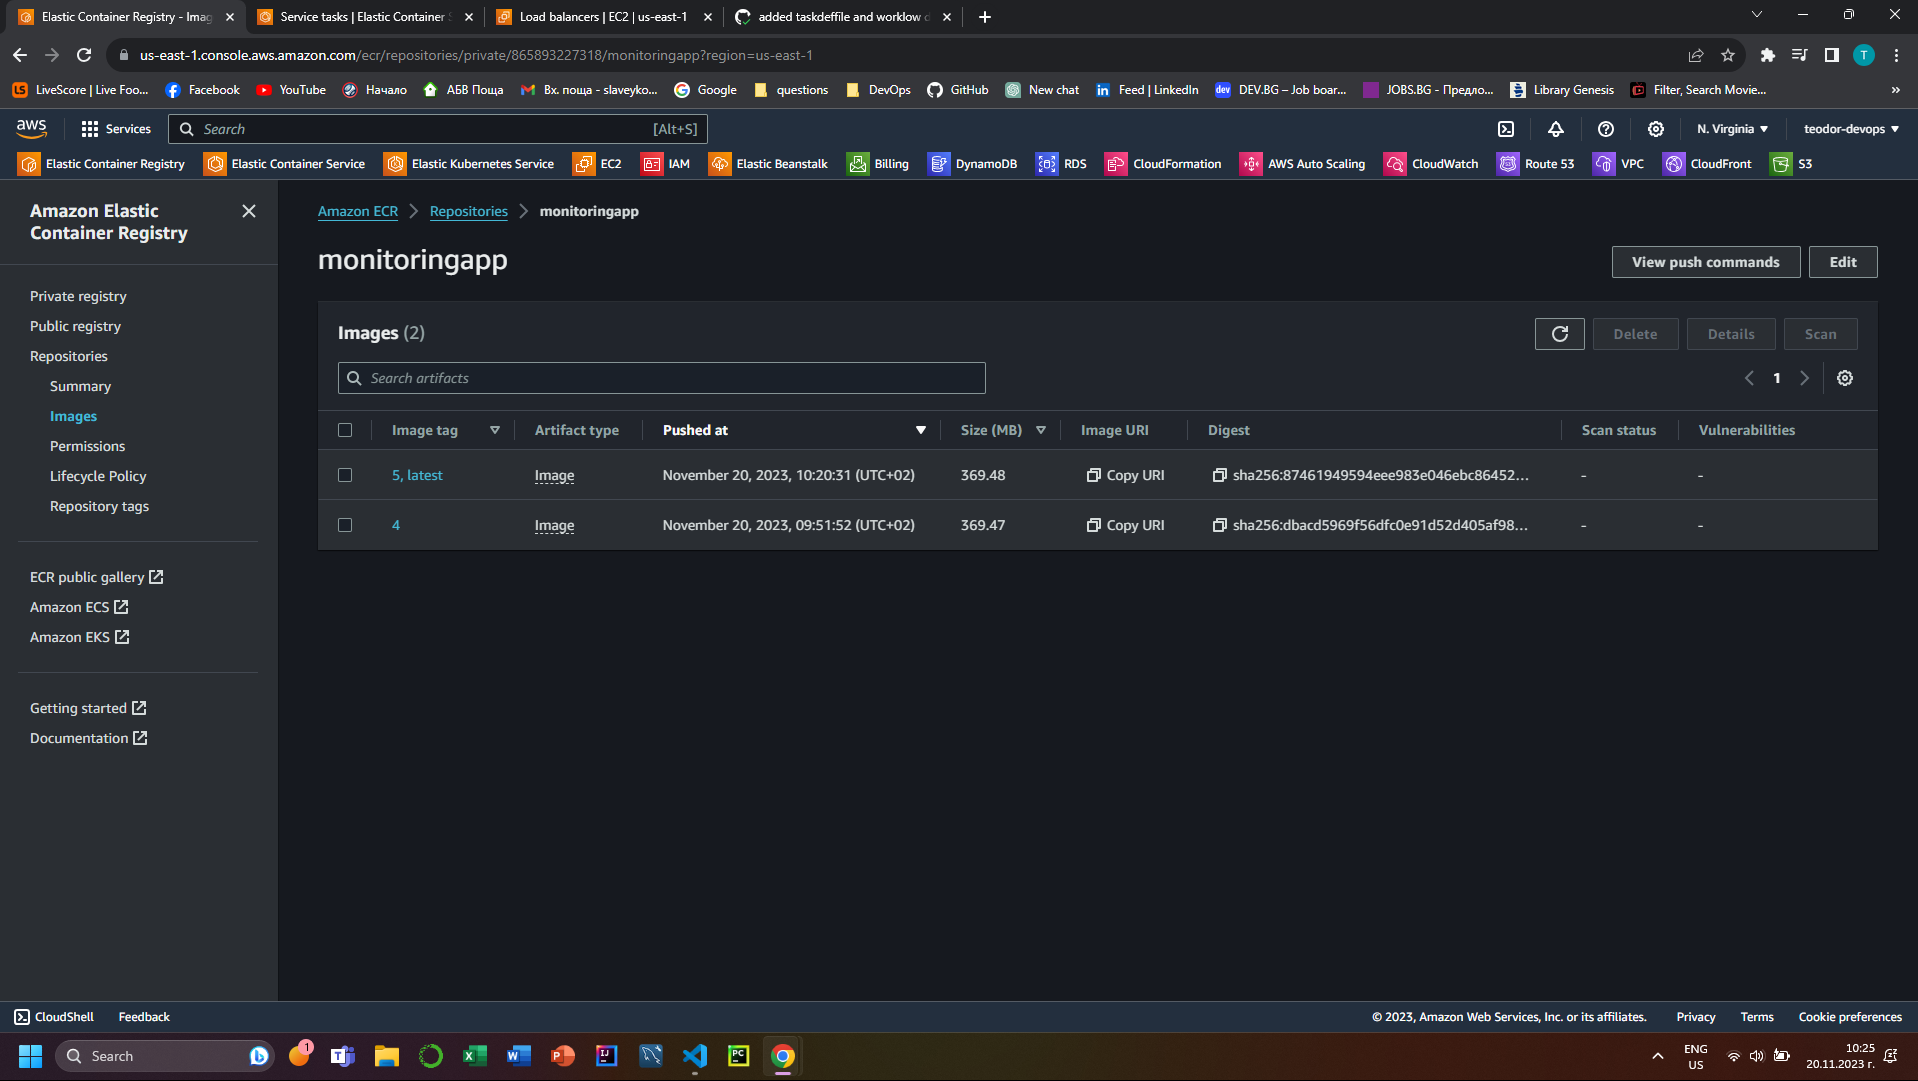 Elastic Container Registry - Imag
Service tasks | Elastic Container S
Load balancers | EC2 | us-east-1
added taskdeffile and worklow d
us-east-1.console.aws.amazon.com/ecr/repositories/private/865893227318/monitoringapp?region=us-east-1
T
LiveScore | Live Foo...
Facebook
YouTube
Начало
АБВ Поща
Вх. поща - slaveyko...
Google
questions
DevOps
GitHub
New chat
Feed | LinkedIn
DEV.BG – Job boar...
JOBS.BG - Предло...
Library Genesis
Filter, Search Movie...
aws
Services
Search
[Alt+S]
N. Virginia
teodor-devops
Elastic Container Registry
Elastic Container Service
Elastic Kubernetes Service
EC2
IAM
Elastic Beanstalk
Billing
DynamoDB
RDS
CloudFormation
AWS Auto Scaling
CloudWatch
Route 53
VPC
CloudFront
S3
Amazon Elastic
Container Registry
Private registry
Public registry
Repositories
Summary
Images
Permissions
Lifecycle Policy
Repository tags
ECR public gallery
Amazon ECS
Amazon EKS
Getting started
Documentation
Amazon ECR
Repositories
monitoringapp
monitoringapp
View push commands
Edit
Images (2)
Delete
Details
Scan
Search artifacts
1
Image tag
Artifact type
Pushed at
Size (MB)
Image URI
Digest
Scan status
Vulnerabilities
5, latest
Image
November 20, 2023, 10:20:31 (UTC+02)
369.48
Copy URI
sha256:87461949594eee983e046ebc86452...
-
-
4
Image
November 20, 2023, 09:51:52 (UTC+02)
369.47
Copy URI
sha256:dbacd5969f56dfc0e91d52d405af98...
-
-
CloudShell
Feedback
© 2023, Amazon Web Services, Inc. or its affiliates.
Privacy
Terms
Cookie preferences
Search
1
ENG
US
10:25
20.11.2023 г.